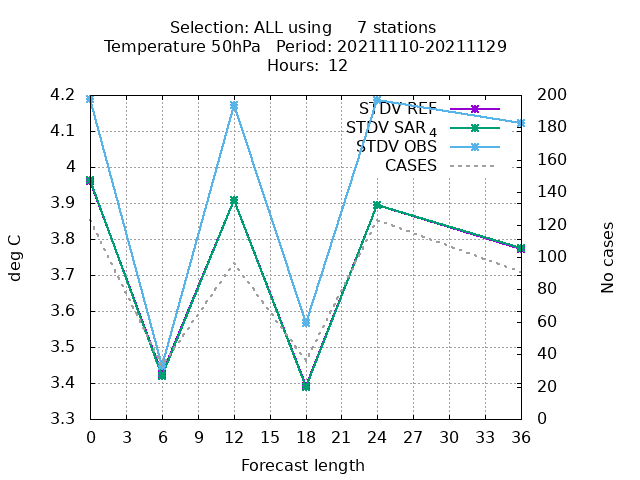 Selection: ALL using 7 stations
Temperature 50hPa Period: 20211110-20211129
Hours: 12
STDV REF
STDV SAR 4
STDV OBS
CASES
deg C
4.2
4.1
4
3.9
3.8
3.7
3.6
3.5
3.4
3.3
200
180
160
140
120
100
80
60
40
20
0
No cases
0 3 6 9 12 15 18 21 24 27 30 33 36
Forecast length